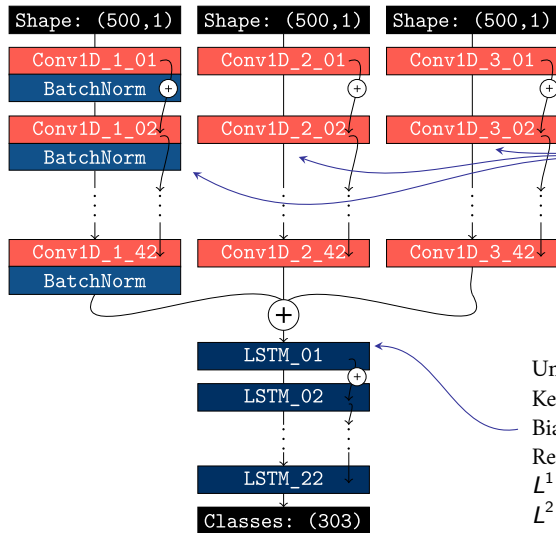 Shape: (500,1) Shape: (500,1) Shape: (500,1)
Conv1D_1_01 Conv1D_2_01 Conv1D_3_01
BatchNorm + + +
Conv1D_1_02 Conv1D_2_02 Conv1D_3_02
BatchNorm
Conv1D_1_42 Conv1D_2_42 Conv1D_3_42
BatchNorm
+
LSTM_01
+
LSTM_02
LSTM_22
Classes: (303)
Un
Ke
Bia
Re
L1
L2